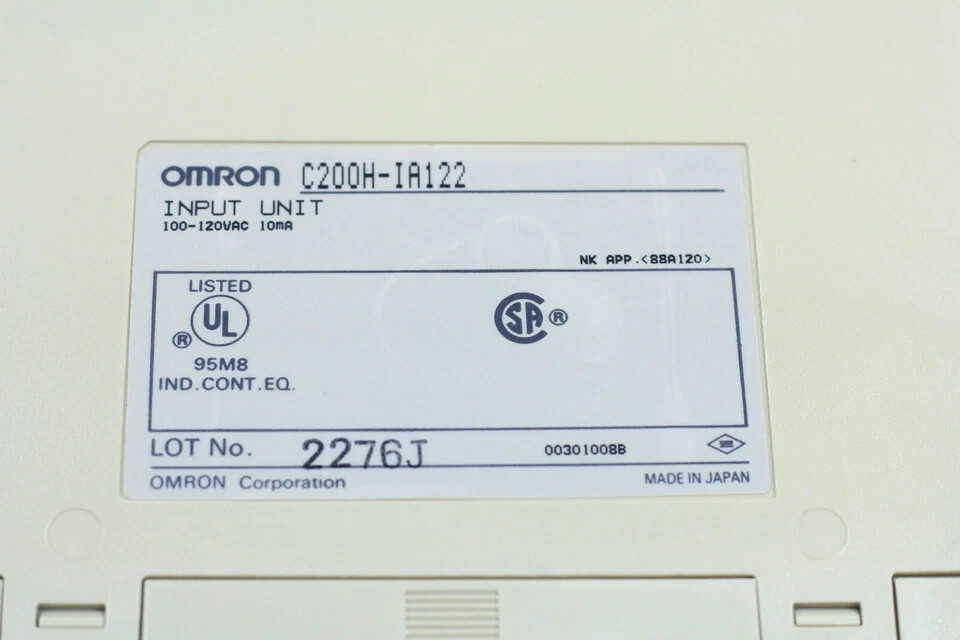 OMRON C200H-IA122
INPUT UNIT
100-120VAC 10mA
NK APP.<88A120>
LISTED
UL
®
SA ®
95M8
IND.CONT.EQ.
LOT No. 2276J 00301008B
OMRON Corporation MADE IN JAPAN